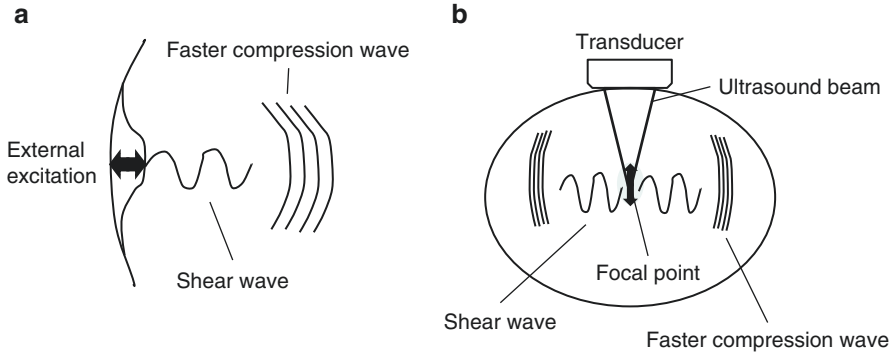 a
Faster compression wave
External
excitation
Shear wave
b
Transducer
Ultrasound beam
Focal point
Shear wave
Faster compression wave